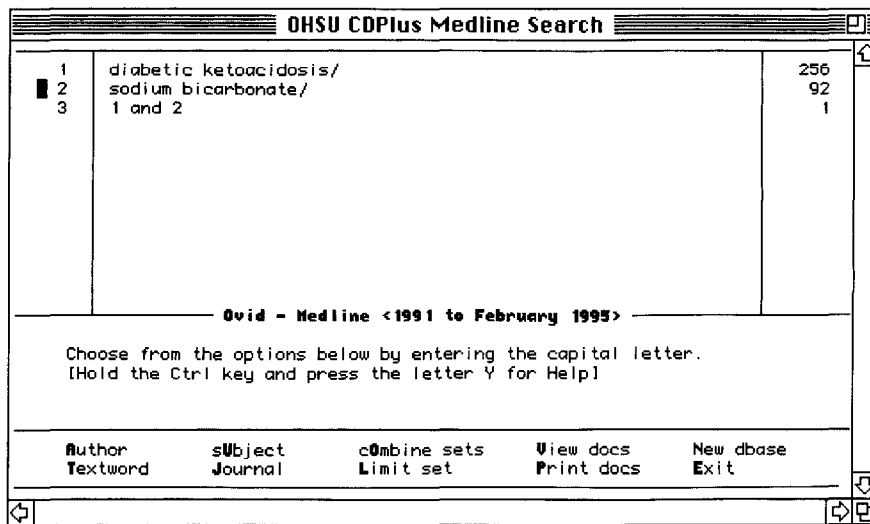 OHSU CDPlus Medline Search
1 diabetic ketoacidosis/ 256
2 sodium bicarbonate/ 92
3 1 and 2 1
Ovid - Medline <1991 to February 1995>
Choose from the options below by entering the capital letter.
[Hold the Ctrl key and press the letter Y for Help]
Author sUbject cOmbine sets View docs New dbase
Textword Journal Limit set Print docs Exit